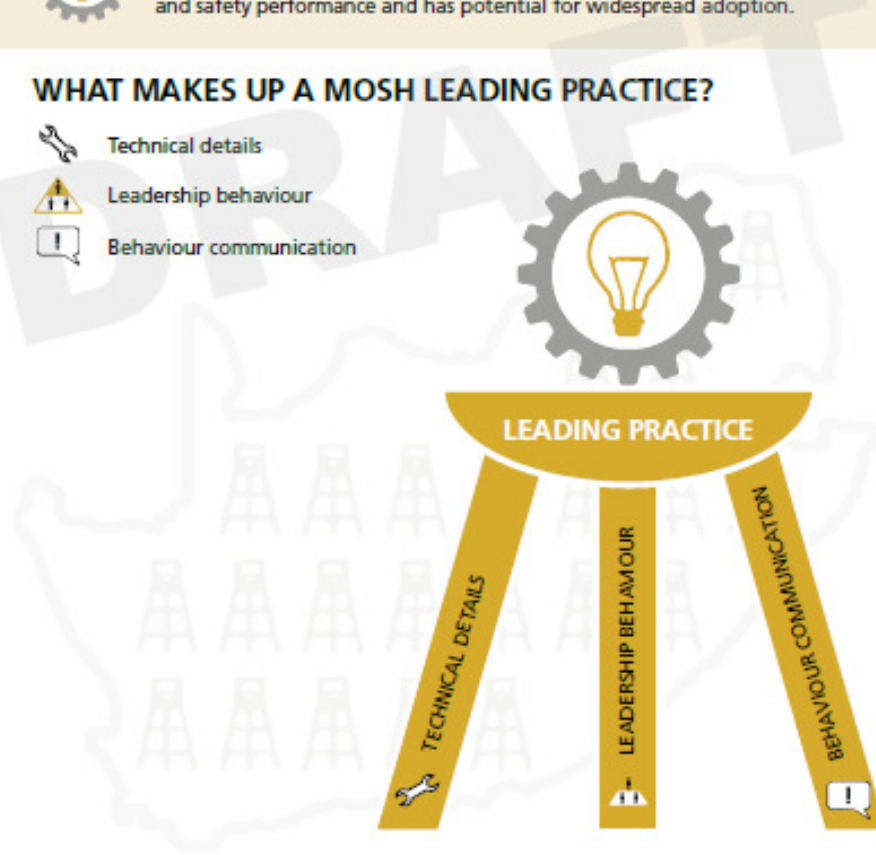 and safety performance and has potential for widespread adoption.
WHAT MAKES UP A MOSH LEADING PRACTICE?
Technical details
Leadership behaviour
Behaviour communication
DRAFT
LEADING PRACTICE
TECHNICAL DETAILS
LEADERSHIP BEHAVIOUR
BEHAVIOUR COMMUNICATION